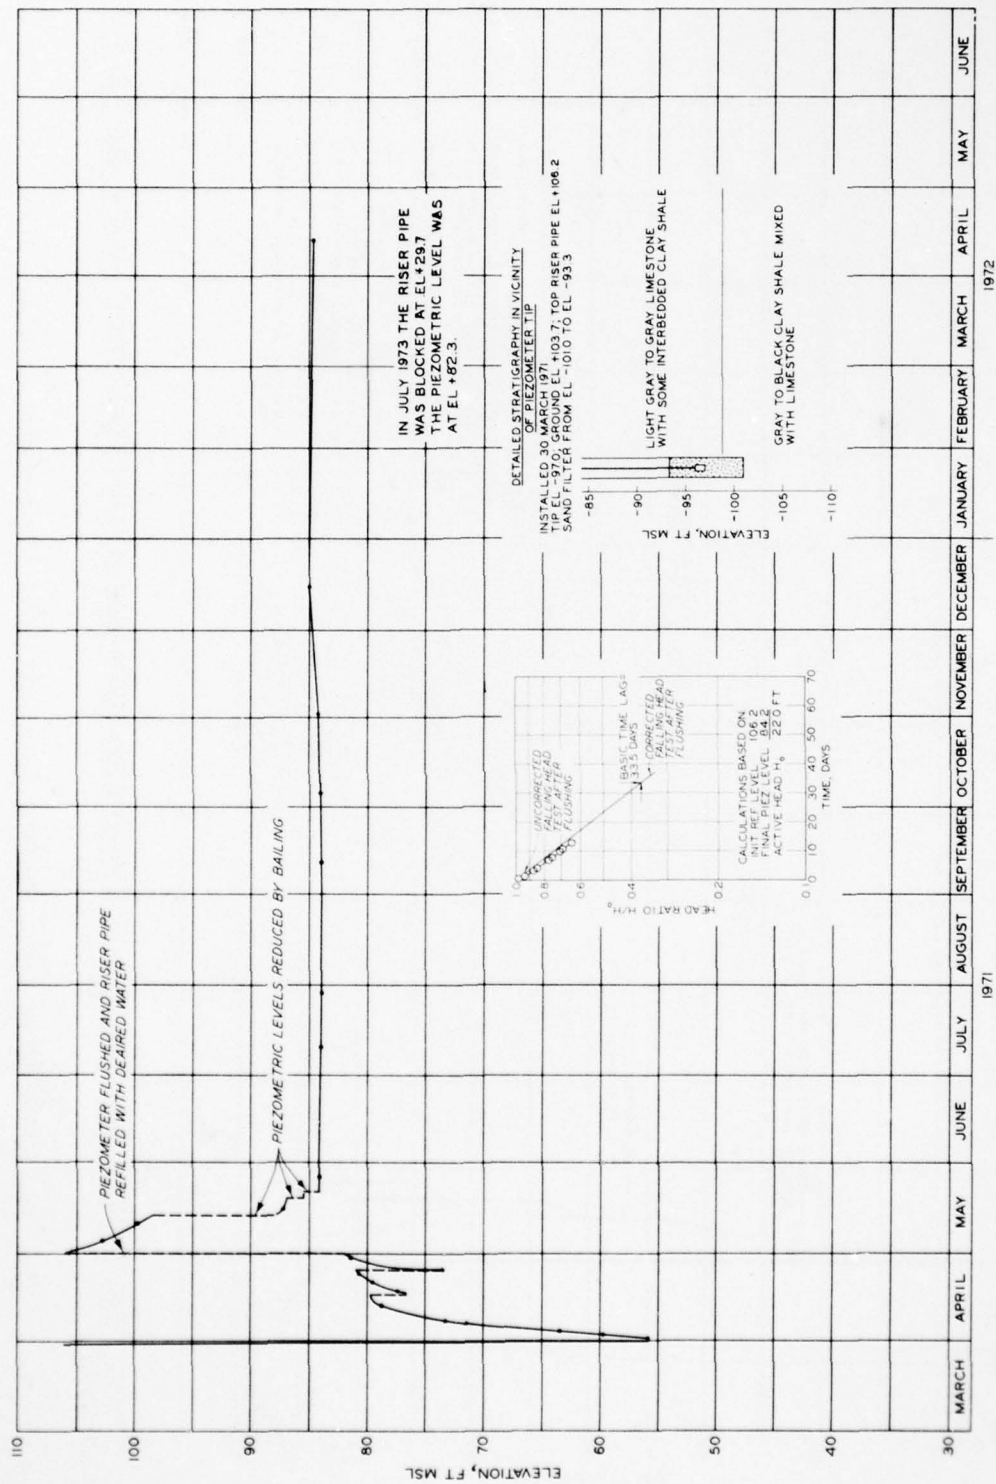 PIEZOMETER FLUSHED AND RISER PIPE
REFILLED WITH DEAIRED WATER
PIEZOMETRIC LEVELS REDUCED BY BAILING
IN JULY 1973 THE RISER PIPE
WAS BLOCKED AT EL+29.7
THE PIEZOMETRIC LEVEL WAS
AT EL +82.3.
DETAILED STRATIGRAPHY IN VICINITY
OF PIEZOMETER TIP
INSTALLED 30 MARCH 1971
TIP EL -97.0; GROUND EL +103.7; TOP RISER PIPE EL +106.2
SAND FILTER FROM EL -101.0 TO EL -93.3
-85
-90
-95
-100
-105
-110
ELEVATION, FT MSL
LIGHT GRAY TO GRAY LIMESTONE
WITH SOME INTERBEDDED CLAY SHALE
GRAY TO BLACK CLAY SHALE MIXED
WITH LIMESTONE
UNCORRECTED
FALLING HEAD
TEST AFTER
FLUSHING
BASIC TIME LAG=
33.5 DAYS
CORRECTED
FALLING HEAD
TEST AFTER
FLUSHING
CALCULATIONS BASED ON
INIT REF LEVEL 106.2
FINAL PIEZ LEVEL 84.2
ACTIVE HEAD H₀ 22.0 FT
1.0
0.8
0.6
0.4
0.2
0.1
HEAD RATIO H/H₀
0 10 20 30 40 50 60 70
TIME, DAYS
110
100
90
80
70
60
50
40
30
ELEVATION, FT MSL
MARCH APRIL MAY JUNE JULY AUGUST SEPTEMBER OCTOBER NOVEMBER DECEMBER JANUARY FEBRUARY MARCH APRIL MAY JUNE
1971 1972